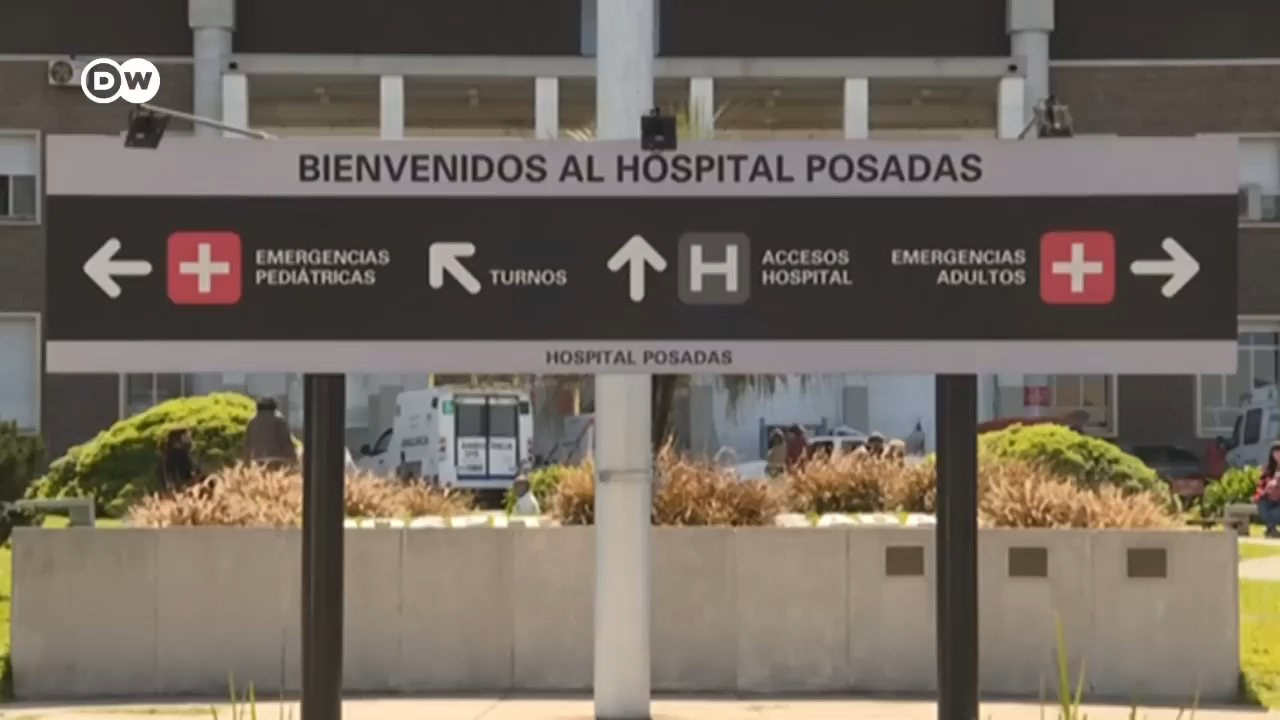 DW
BIENVENIDOS AL HOSPITAL POSADAS
EMERGENCIAS
PEDIÁTRICAS
TURNOS
H
ACCESOS
HOSPITAL
EMERGENCIAS
ADULTOS
HOSPITAL POSADAS